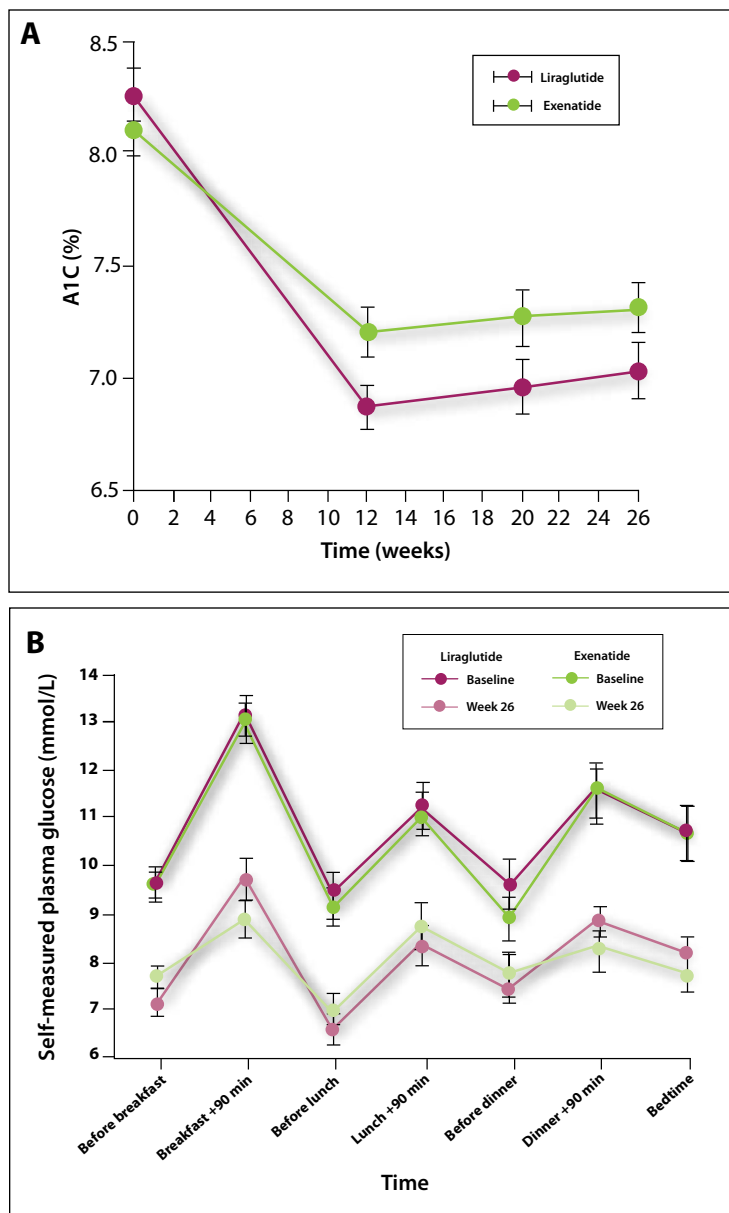 A
8.5
8.0
7.5
7.0
6.5
A1C (%)
Liraglutide
Exenatide
0 2 4 6 8 10 12 14 16 18 20 22 24 26
Time (weeks)
B
14
13
12
11
10
9
8
7
6
Self-measured plasma glucose (mmol/L)
Liraglutide Exenatide
Baseline Baseline
Week 26 Week 26
Before breakfast
Breakfast +90 min
Before lunch
Lunch +90 min
Before dinner
Dinner +90 min
Bedtime
Time